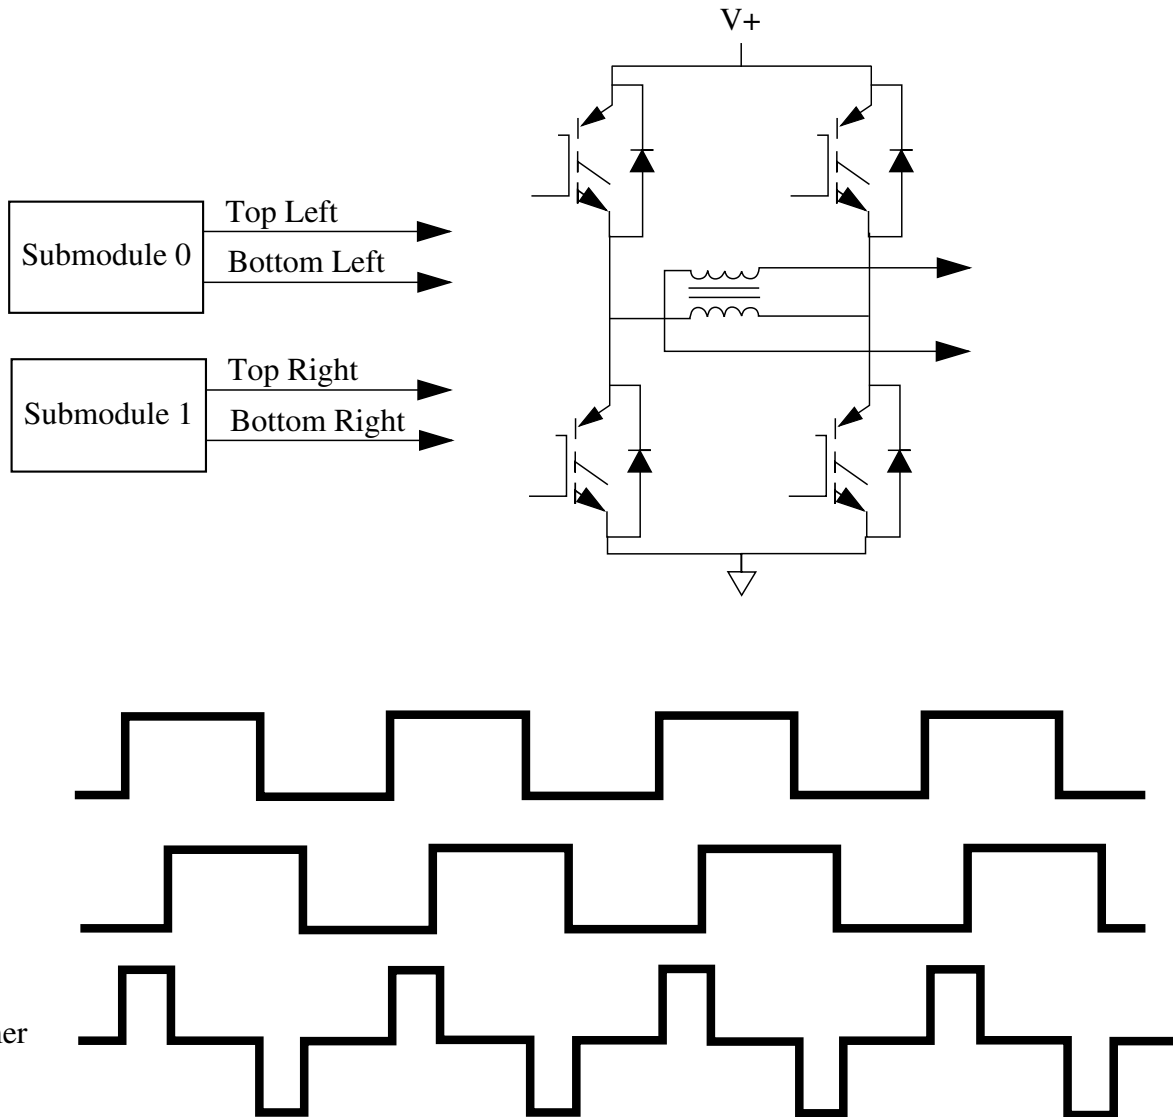 V+
Top Left
Submodule 0
Bottom Left
Top Right
Submodule 1
Bottom Right